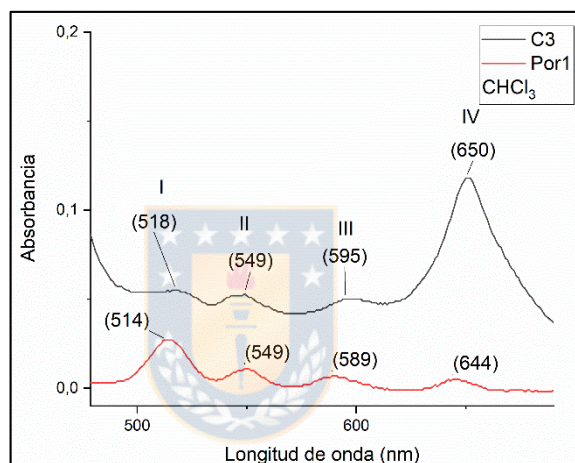 0,2
C3
Por1
CHCl₃
IV
(650)
I
(518)
II
III
(549)
(595)
0,1
Absorbancia
(514)
(549)
(589)
(644)
0,0
500
600
Longitud de onda (nm)